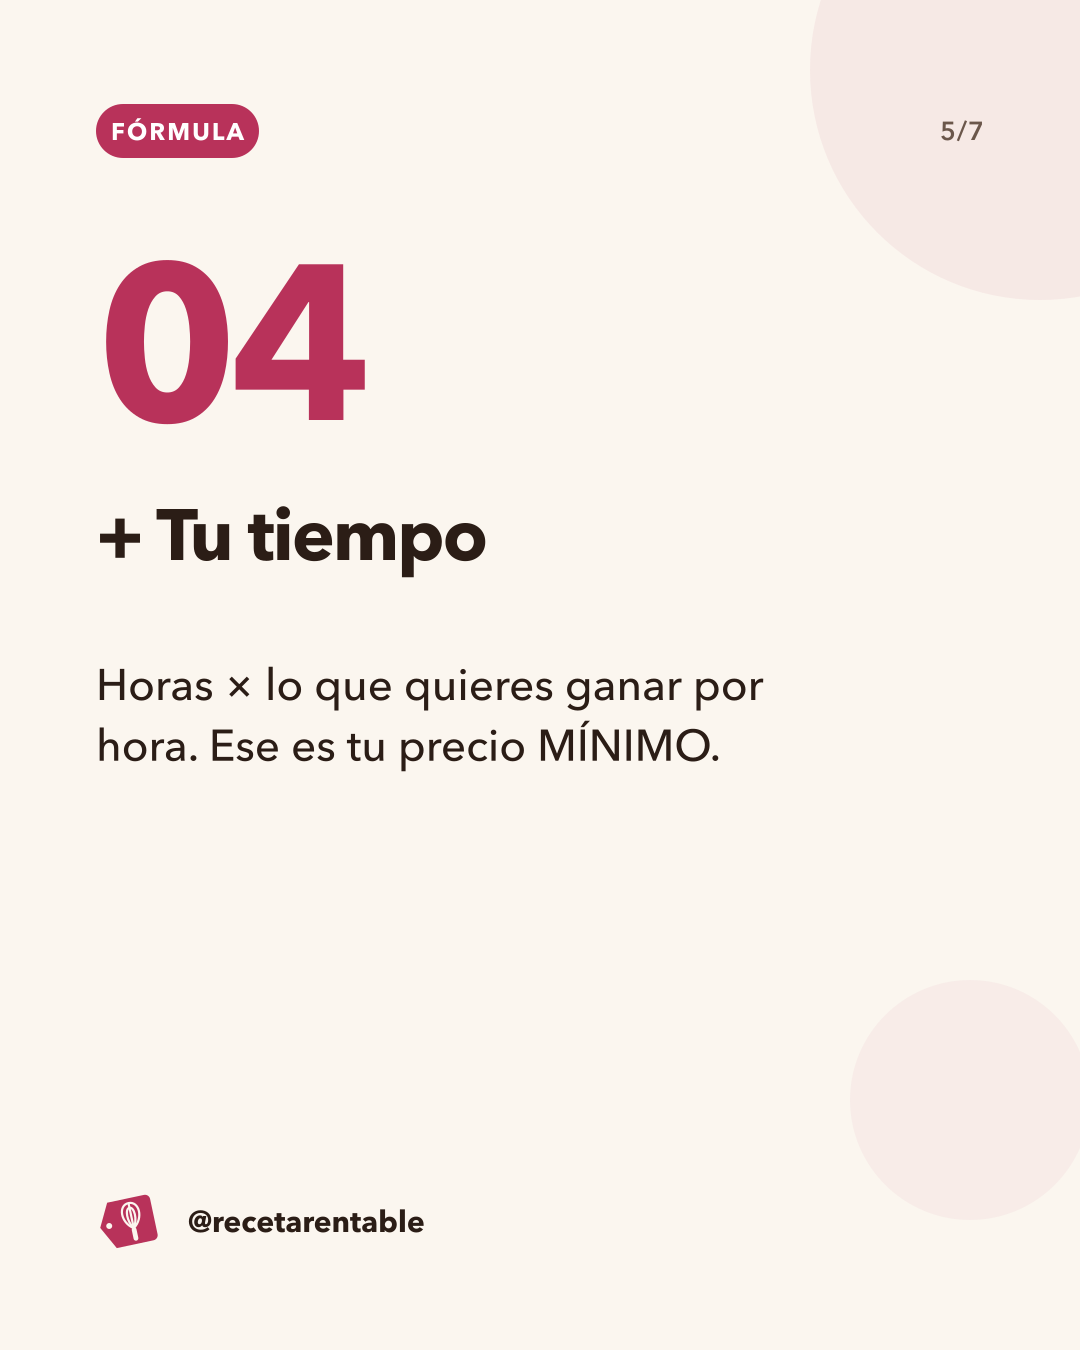 FÓRMULA
5/7
04
+ Tu tiempo
Horas × lo que quieres ganar por
hora. Ese es tu precio MÍNIMO.
@recetarentable